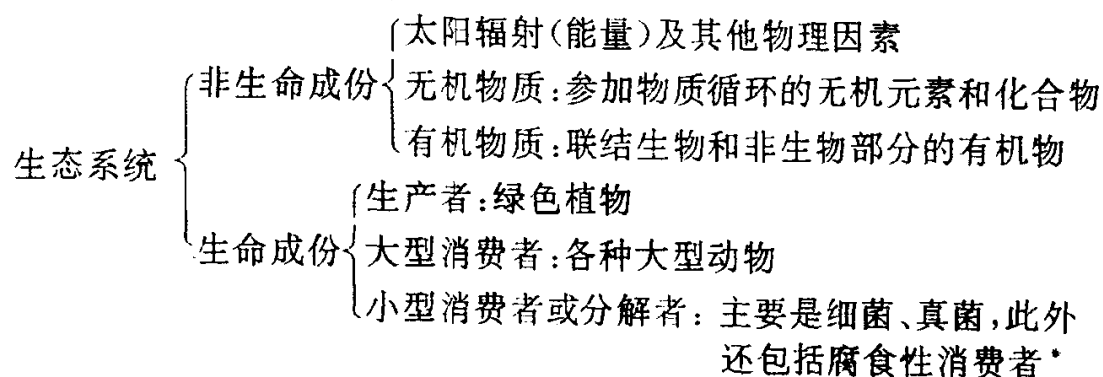 太阳辐射(能量)及其他物理因素
非生命成份
无机物质:参加物质循环的无机元素和化合物
有机物质:联结生物和非生物部分的有机物
生态系统
生产者:绿色植物
生命成份
大型消费者:各种大型动物
小型消费者或分解者: 主要是细菌、真菌,此外
还包括腐食性消费者*